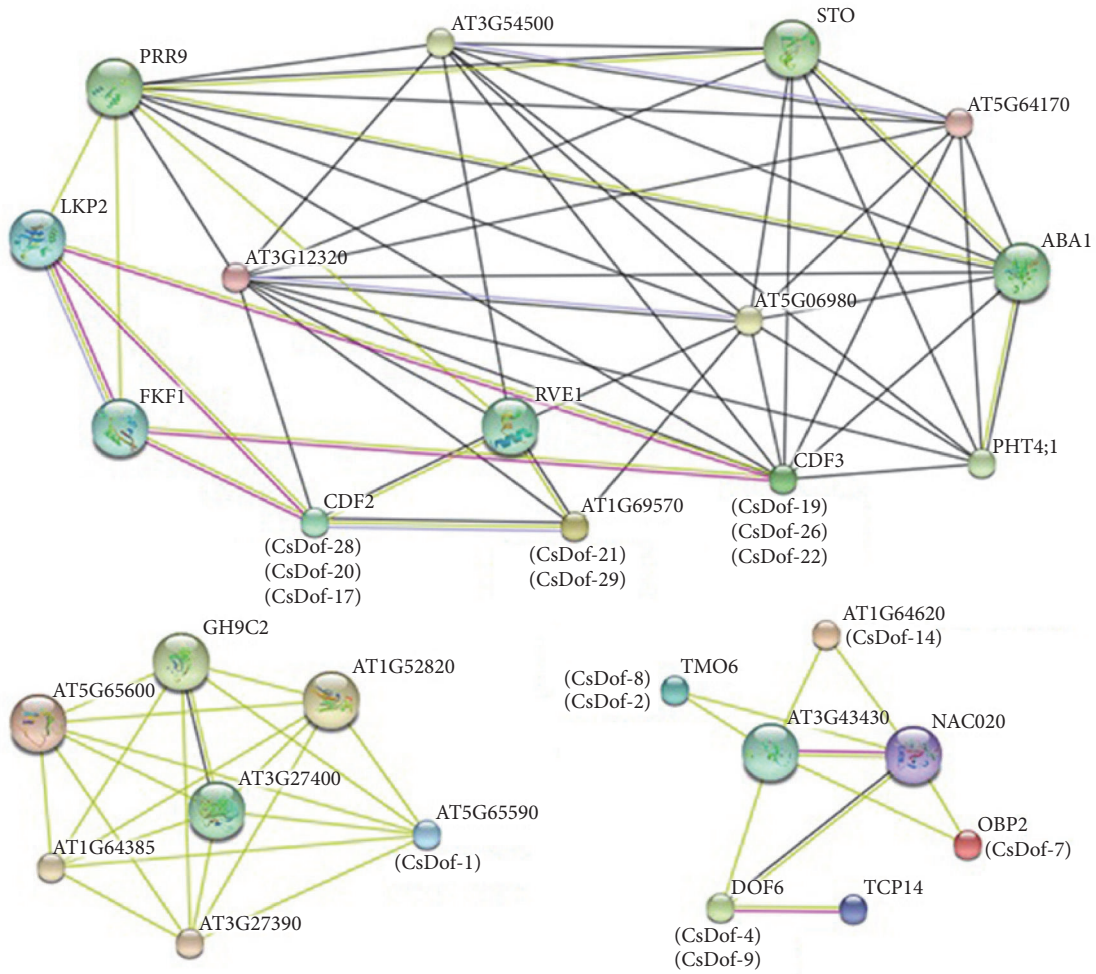 AT3G54500
STO
PRR9
AT5G64170
LKP2
ABA1
AT3G12320
AT5G06980
FKF1
RVE1
CDF3
PHT4;1
(CsDof-19)
(CsDof-26)
(CsDof-22)
CDF2
(CsDof-28)
(CsDof-20)
(CsDof-17)
AT1G69570
(CsDof-21)
(CsDof-29)
GH9C2
AT1G52820
AT5G65600
AT3G27400
AT5G65590
(CsDof-1)
AT1G64385
AT3G27390
AT1G64620
(CsDof-14)
(CsDof-8)
(CsDof-2)
TMO6
AT3G43430
NAC020
OBP2
(CsDof-7)
DOF6
TCP14
(CsDof-4)
(CsDof-9)